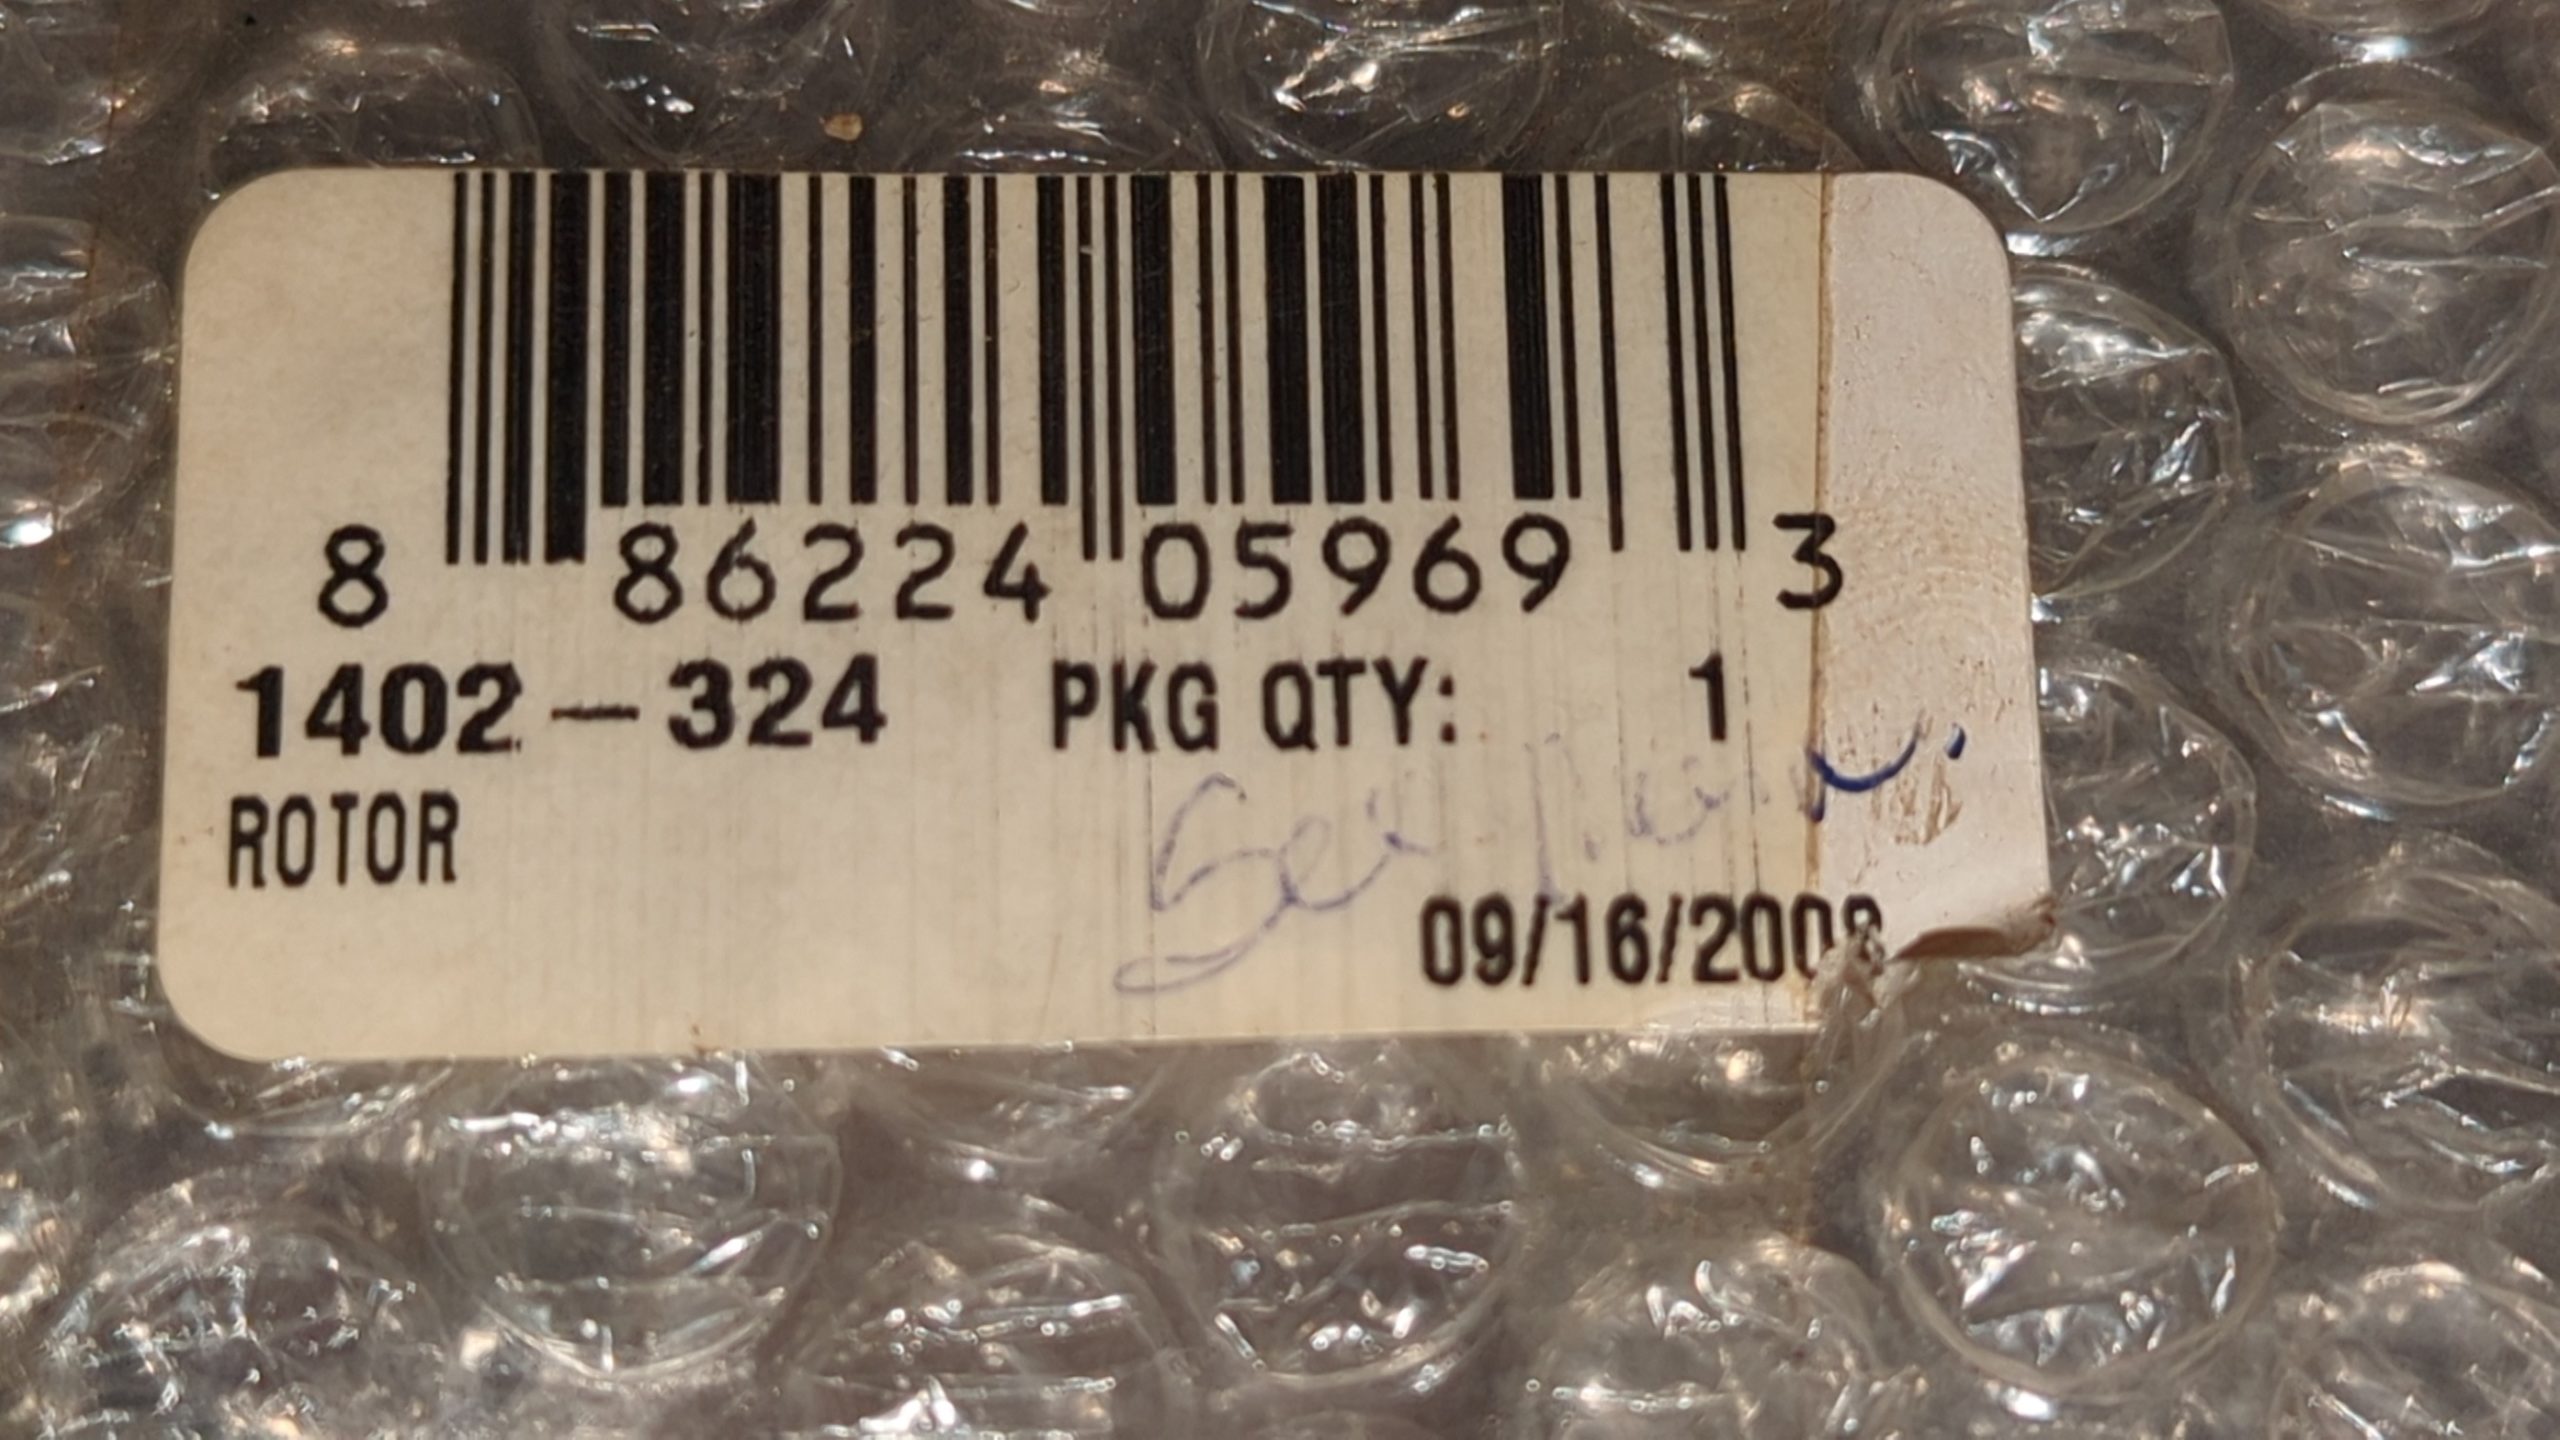 8 86224 05969 3
1402-324 PKG QTY: 1
ROTOR
09/16/2008